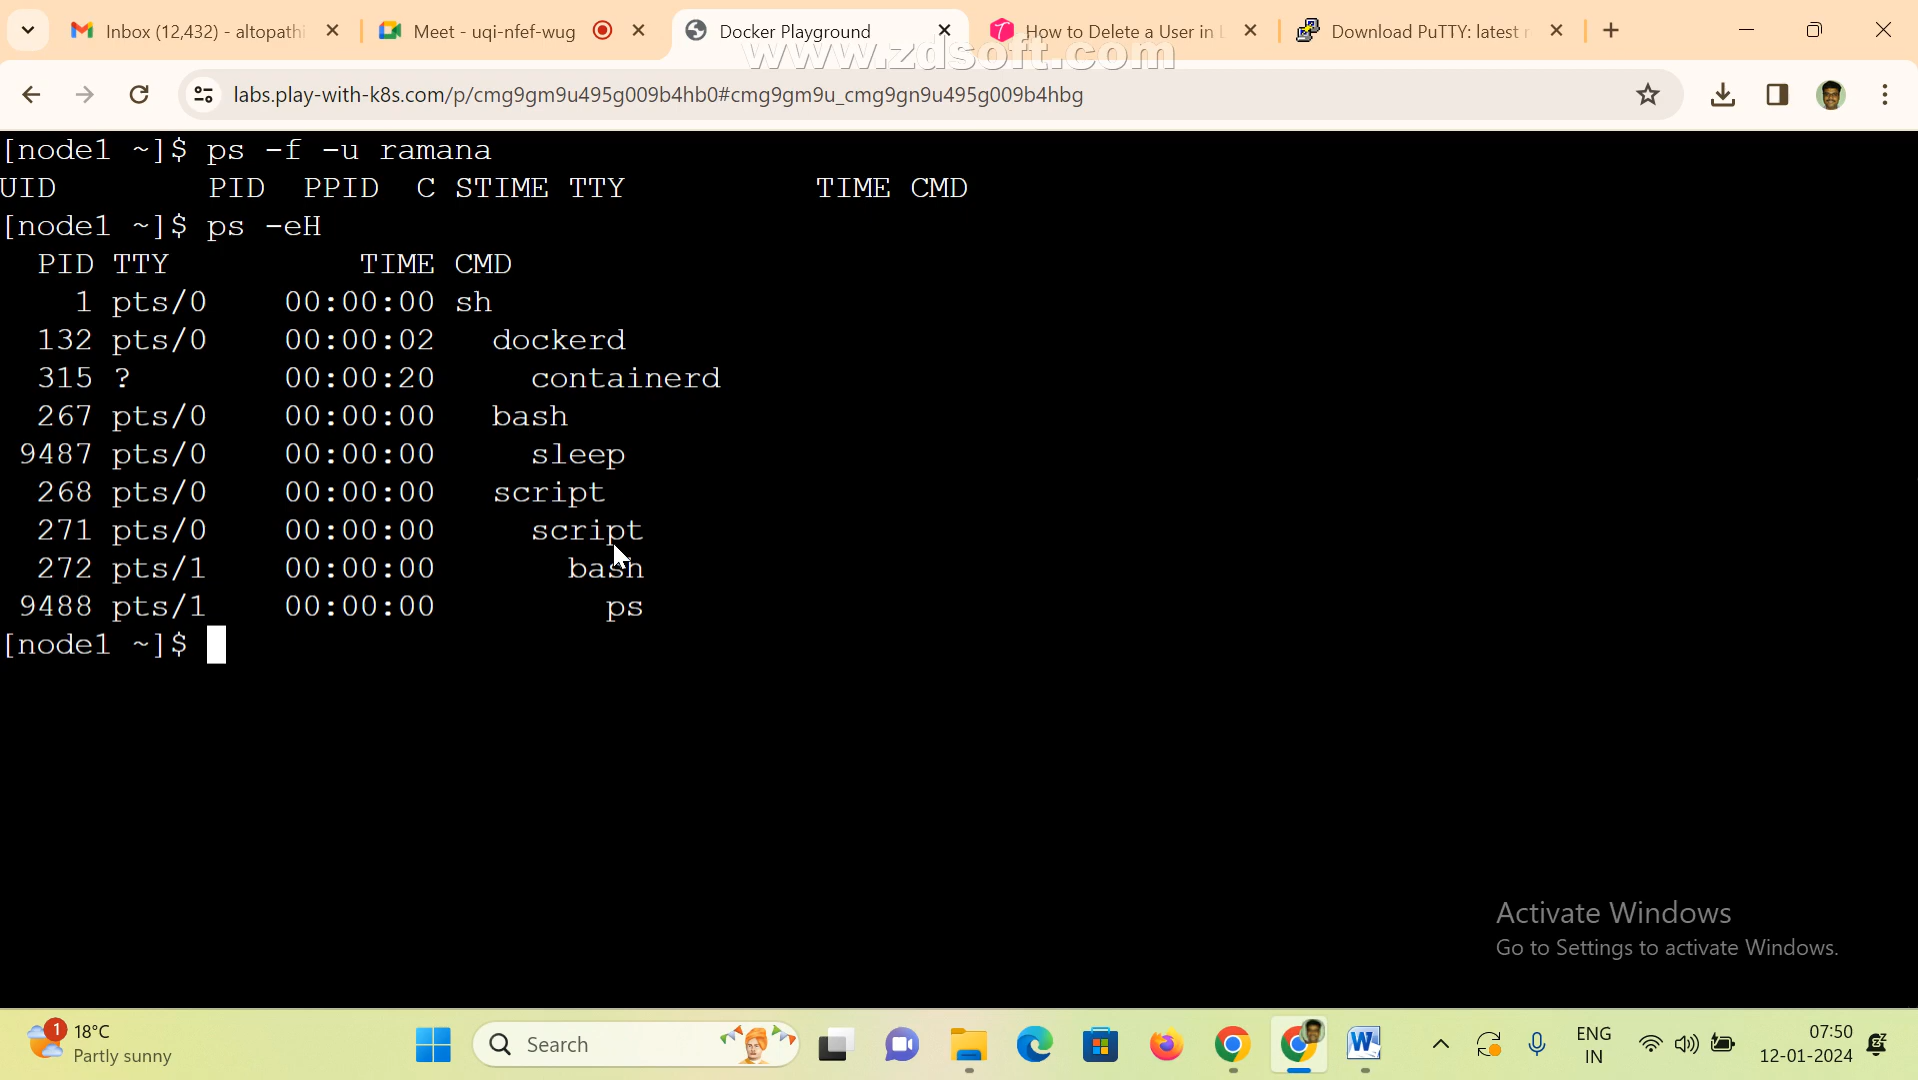 Inbox (12,432) - altopathi
Meet - uqi-nfef-wug
Docker Playground
How to Delete a User in L
Download PuTTY: latest r
www.zdsoft.com
labs.play-with-k8s.com/p/cmg9gm9u495g009b4hb0#cmg9gm9u_cmg9gn9u495g009b4hbg
[node1 ~]$ ps -f -u ramana
UID        PID  PPID  C STIME TTY          TIME CMD
[node1 ~]$ ps -eH
  PID TTY          TIME CMD
    1 pts/0    00:00:00 sh
  132 pts/0    00:00:02   dockerd
  315 ?        00:00:20     containerd
  267 pts/0    00:00:00   bash
 9487 pts/0    00:00:00     sleep
  268 pts/0    00:00:00   script
  271 pts/0    00:00:00     script
  272 pts/1    00:00:00       bash
 9488 pts/1    00:00:00         ps
[node1 ~]$
Activate Windows
Go to Settings to activate Windows.
1
18°C
Partly sunny
Search
ENG
IN
07:50
12-01-2024